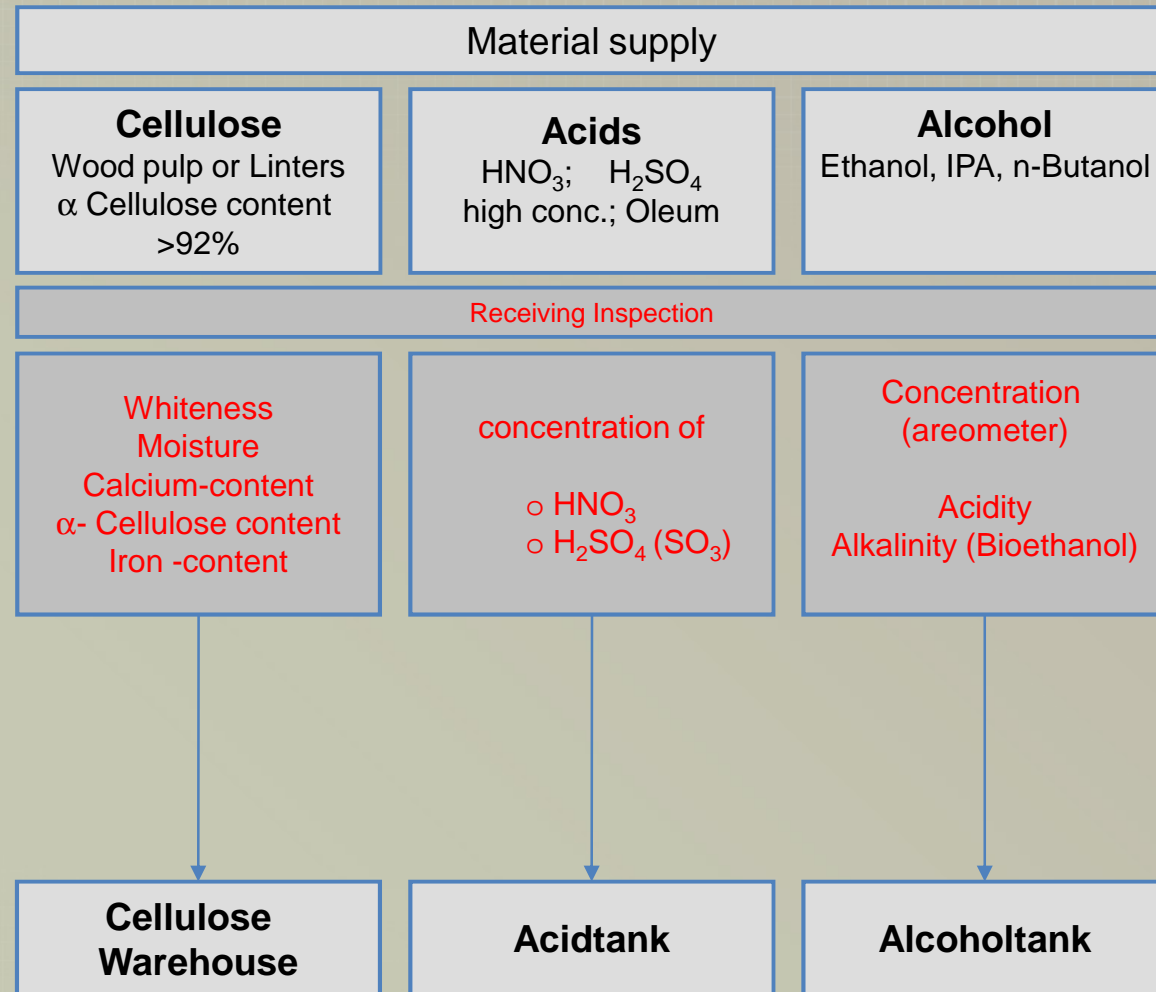 Material supply
Cellulose
Wood pulp or Linters
α Cellulose content
>92%
Acids
HNO₃; H₂SO₄
high conc.; Oleum
Alcohol
Ethanol, IPA, n-Butanol
Receiving Inspection
Whiteness
Moisture
Calcium-content
α- Cellulose content
Iron -content
concentration of
○ HNO₃
○ H₂SO₄ (SO₃)
Concentration
(areometer)
Acidity
Alkalinity (Bioethanol)
Cellulose
Warehouse
Acidtank
Alcoholtank